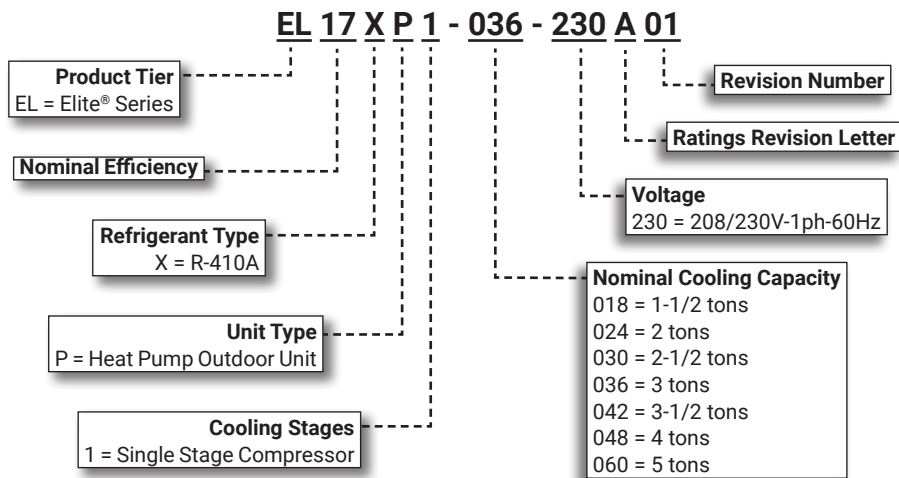 EL 17 X P 1 - 036 - 230 A 01
Product Tier
EL = Elite® Series
Nominal Efficiency
Refrigerant Type
X = R-410A
Unit Type
P = Heat Pump Outdoor Unit
Cooling Stages
1 = Single Stage Compressor
Revision Number
Ratings Revision Letter
Voltage
230 = 208/230V-1ph-60Hz
Nominal Cooling Capacity
018 = 1-1/2 tons
024 = 2 tons
030 = 2-1/2 tons
036 = 3 tons
042 = 3-1/2 tons
048 = 4 tons
060 = 5 tons